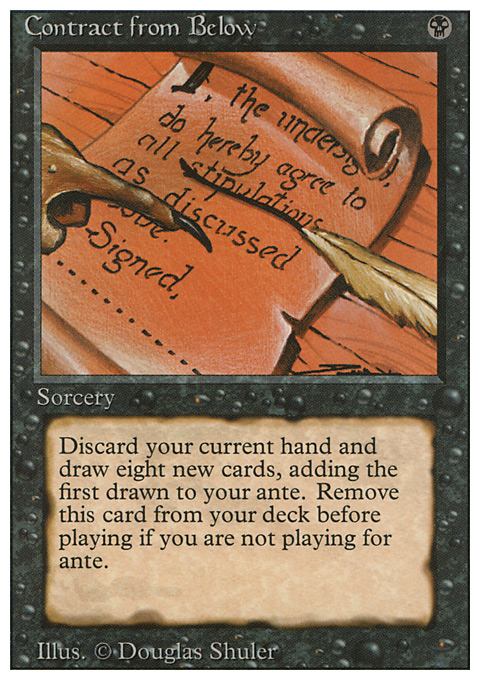 Contract from Below
I, the undersigned,
do hereby agree to
all stipulations
as discussed
Signed,
Sorcery
Discard your current hand and
draw eight new cards, adding the
first drawn to your ante. Remove
this card from your deck before
playing if you are not playing for
ante.
Illus. © Douglas Shuler